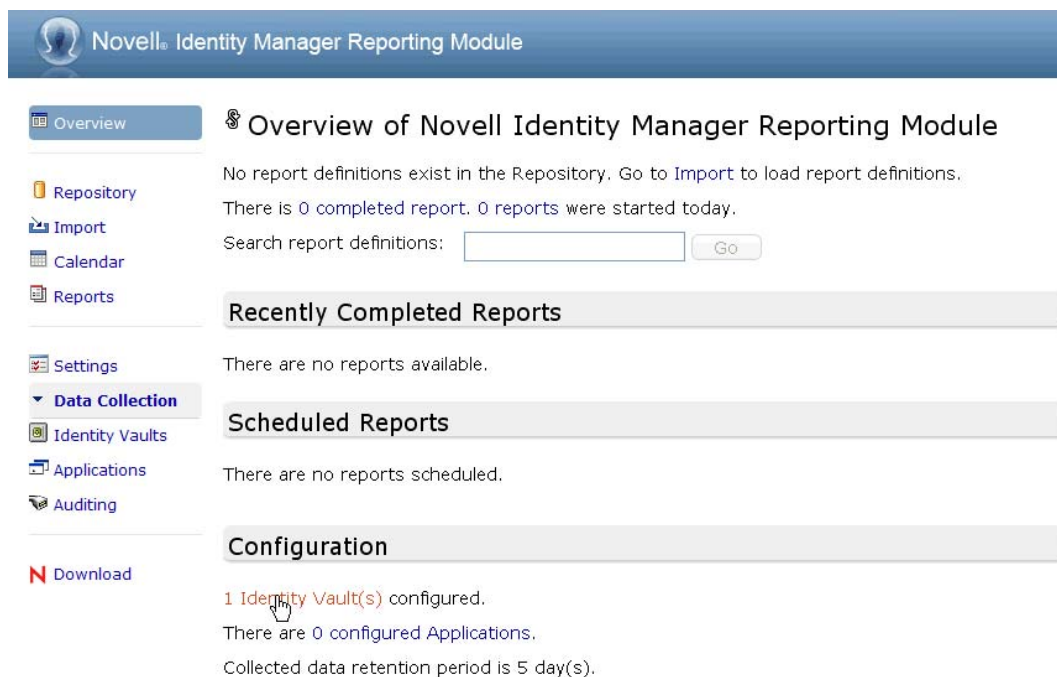 Novell® Identity Manager Reporting Module
Overview
Repository
Import
Calendar
Reports
Settings
Data Collection
Identity Vaults
Applications
Auditing
N Download
Overview of Novell Identity Manager Reporting Module
No report definitions exist in the Repository. Go to Import to load report definitions.
There is 0 completed report. 0 reports were started today.
Search report definitions:
Go
Recently Completed Reports
There are no reports available.
Scheduled Reports
There are no reports scheduled.
Configuration
1 Identity Vault(s) configured.
There are 0 configured Applications.
Collected data retention period is 5 day(s).